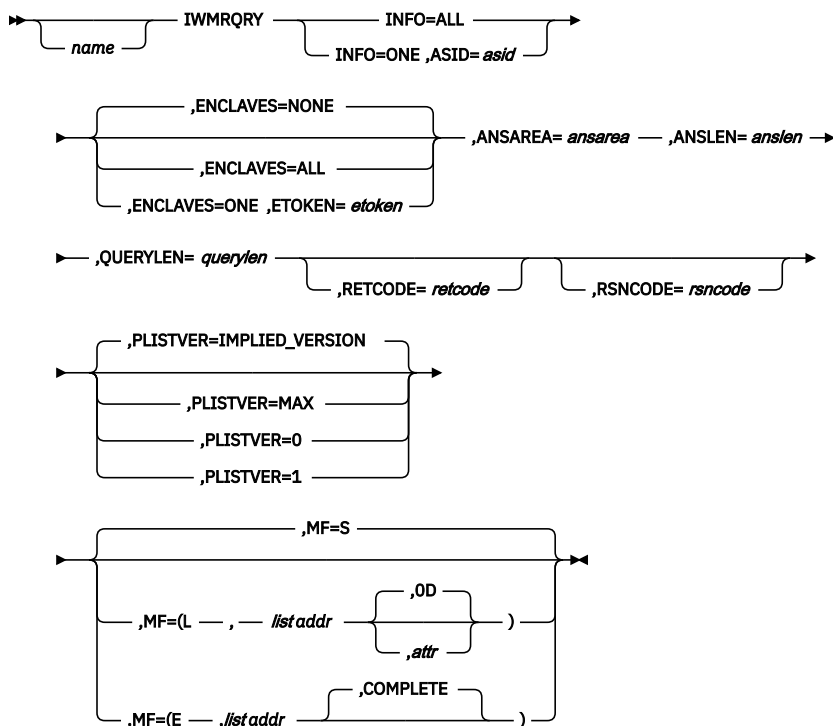 name IWMRQRY INFO=ALL
INFO=ONE ,ASID= asid
,ENCLAVES=NONE
,ENCLAVES=ALL
,ENCLAVES=ONE ,ETOKEN= etoken
,ANSAREA= ansarea ,ANSLEN= anslen
,QUERYLEN= querylen
,RETCODE= retcode
,RSNCODE= rsncode
,PLISTVER=IMPLIED_VERSION
,PLISTVER=MAX
,PLISTVER=0
,PLISTVER=1
,MF=S
,MF=(L , list addr ,0D )
,attr
,MF=(E ,list addr ,COMPLETE )